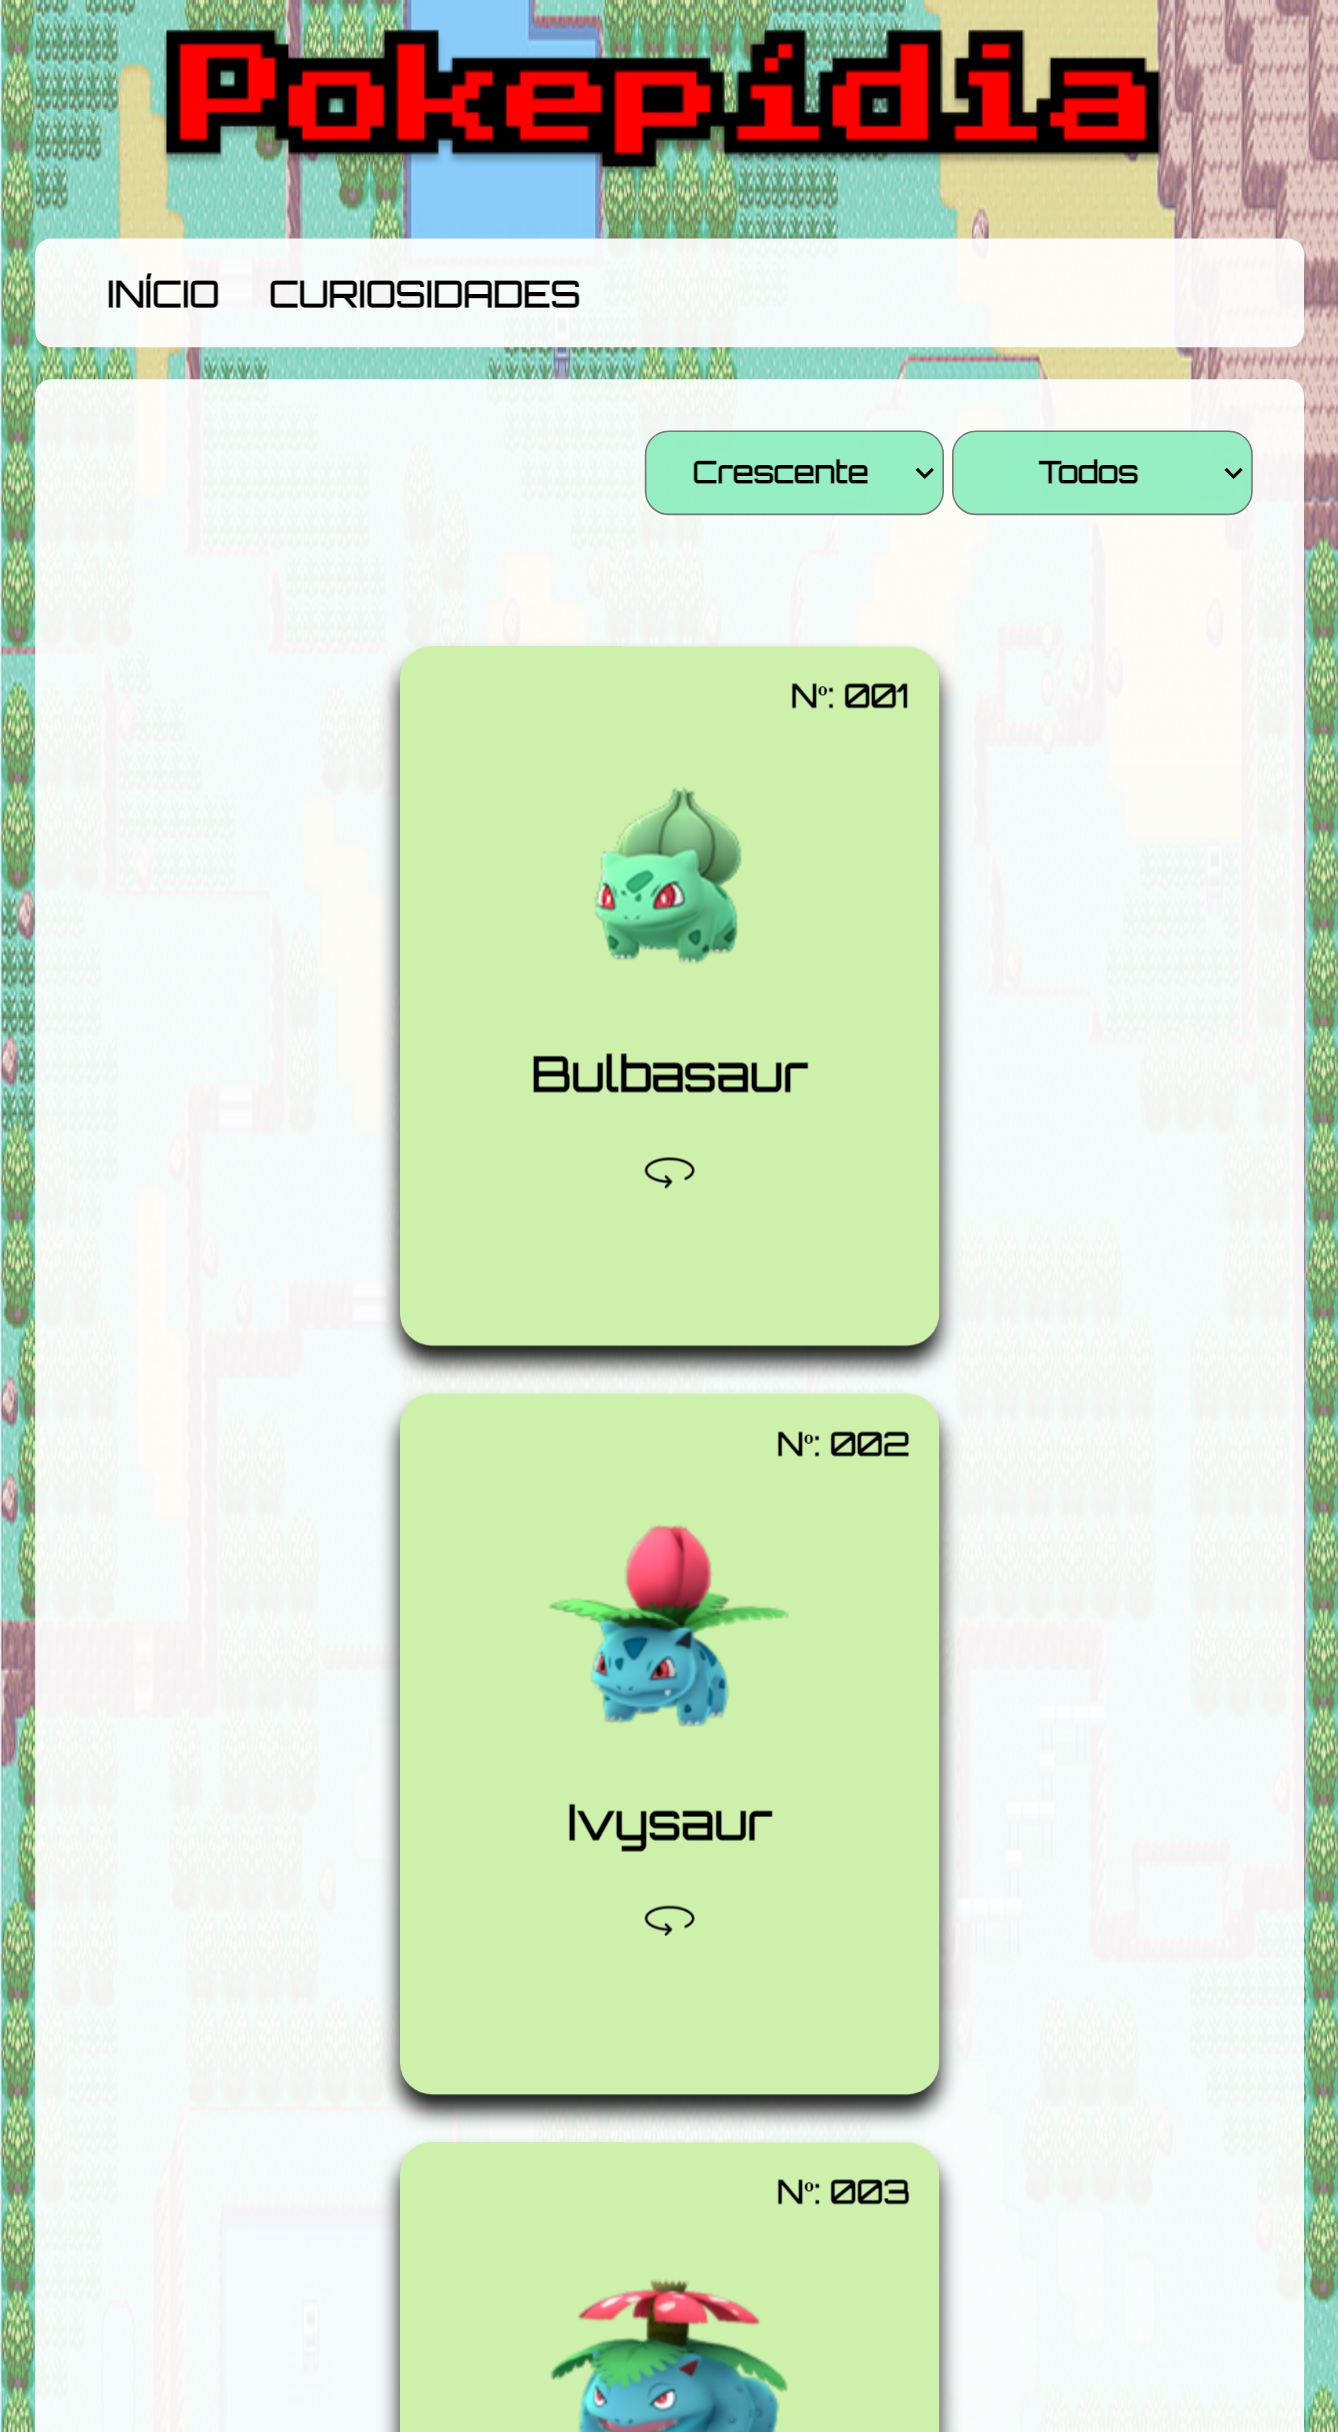 Pokepídia
INÍCIO CURIOSIDADES
Crescente Todos
Nº: 001
Bulbasaur
Nº: 002
Ivysaur
Nº: 003